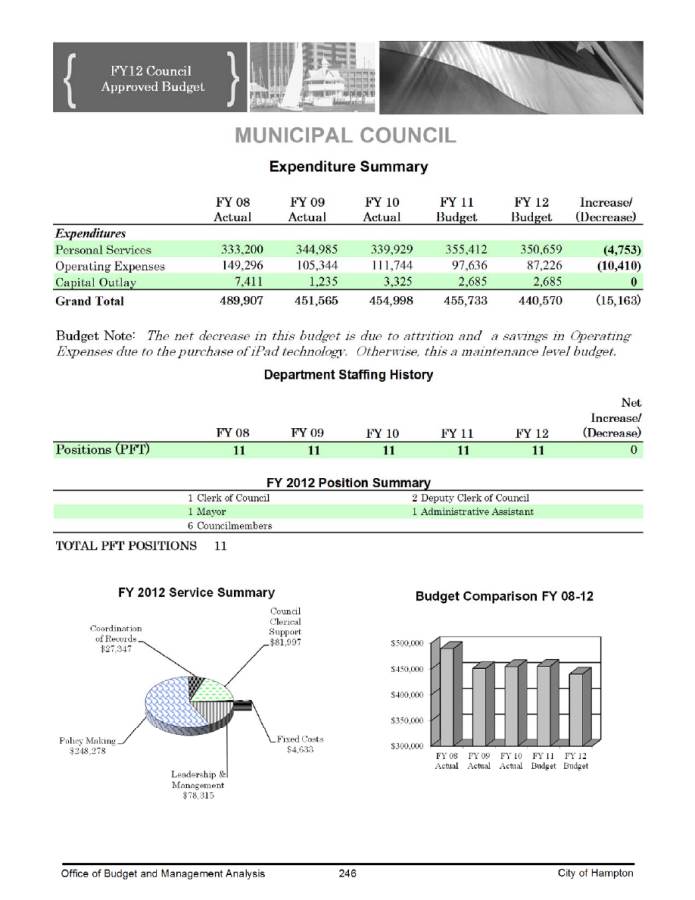 FY12 Council
Approved Budget
MUNICIPAL COUNCIL
Expenditure Summary
FY 08 FY 09 FY 10 FY 11 FY 12 Increase/
Actual Actual Actual Budget Budget (Decrease)
Expenditures
Personal Services 333,200 344,985 339,929 355,412 350,659 (4,753)
Operating Expenses 149,296 105,344 111,744 97,636 87,226 (10,410)
Capital Outlay 7,411 1,235 3,325 2,685 2,685 0
Grand Total 489,907 451,565 454,998 455,733 440,570 (15,163)
Budget Note: The net decrease in this budget is due to attrition and a savings in Operating
Expenses due to the purchase of iPad technology. Otherwise, this a maintenance level budget.
Department Staffing History
Net
Increase/
FY 08 FY 09 FY 10 FY 11 FY 12 (Decrease)
Positions (PFT) 11 11 11 11 11 0
FY 2012 Position Summary
1 Clerk of Council 2 Deputy Clerk of Council
1 Mayor 1 Administrative Assistant
6 Councilmembers
TOTAL PFT POSITIONS 11
FY 2012 Service Summary
Council
Clerical
Support
$81,997
Coordination
of Records
$27,347
Policy Making
$248,278
Fixed Costs
$4,633
Leadership &
Management
$78,315
Budget Comparison FY 08-12
$500,000
$450,000
$400,000
$350,000
$300,000
FY 08 FY 09 FY 10 FY 11 FY 12
Actual Actual Actual Budget Budget
Office of Budget and Management Analysis 246 City of Hampton